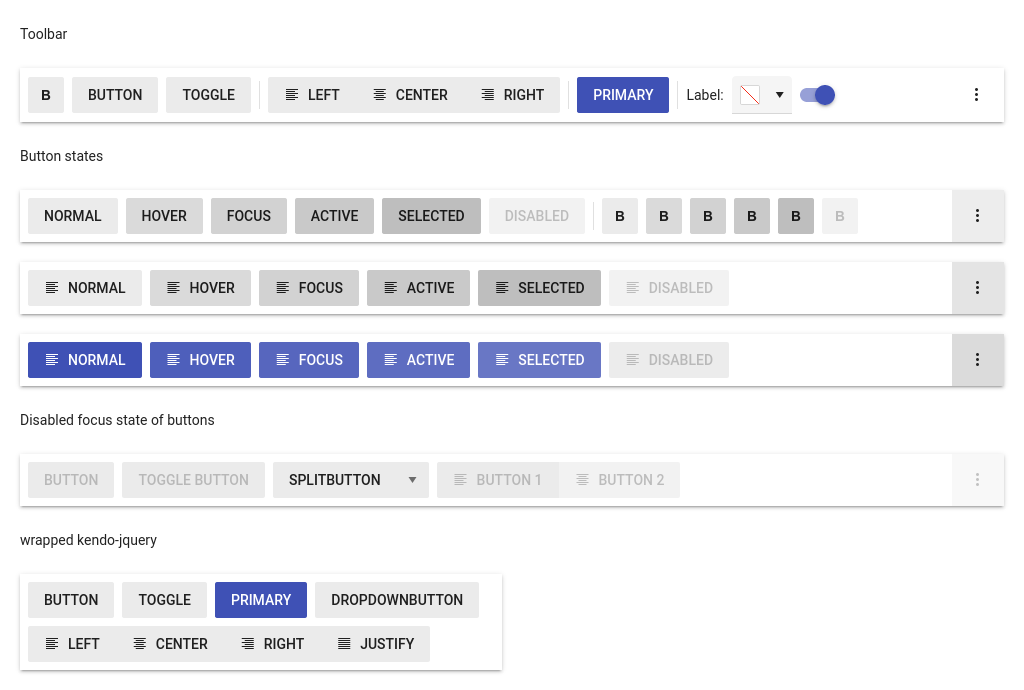 Toolbar
B BUTTON TOGGLE LEFT CENTER RIGHT PRIMARY Label:
Button states
NORMAL HOVER FOCUS ACTIVE SELECTED DISABLED B B B B B B
NORMAL HOVER FOCUS ACTIVE SELECTED DISABLED
NORMAL HOVER FOCUS ACTIVE SELECTED DISABLED
Disabled focus state of buttons
BUTTON TOGGLE BUTTON SPLITBUTTON BUTTON 1 BUTTON 2
wrapped kendo-jquery
BUTTON TOGGLE PRIMARY DROPDOWNBUTTON
LEFT CENTER RIGHT JUSTIFY